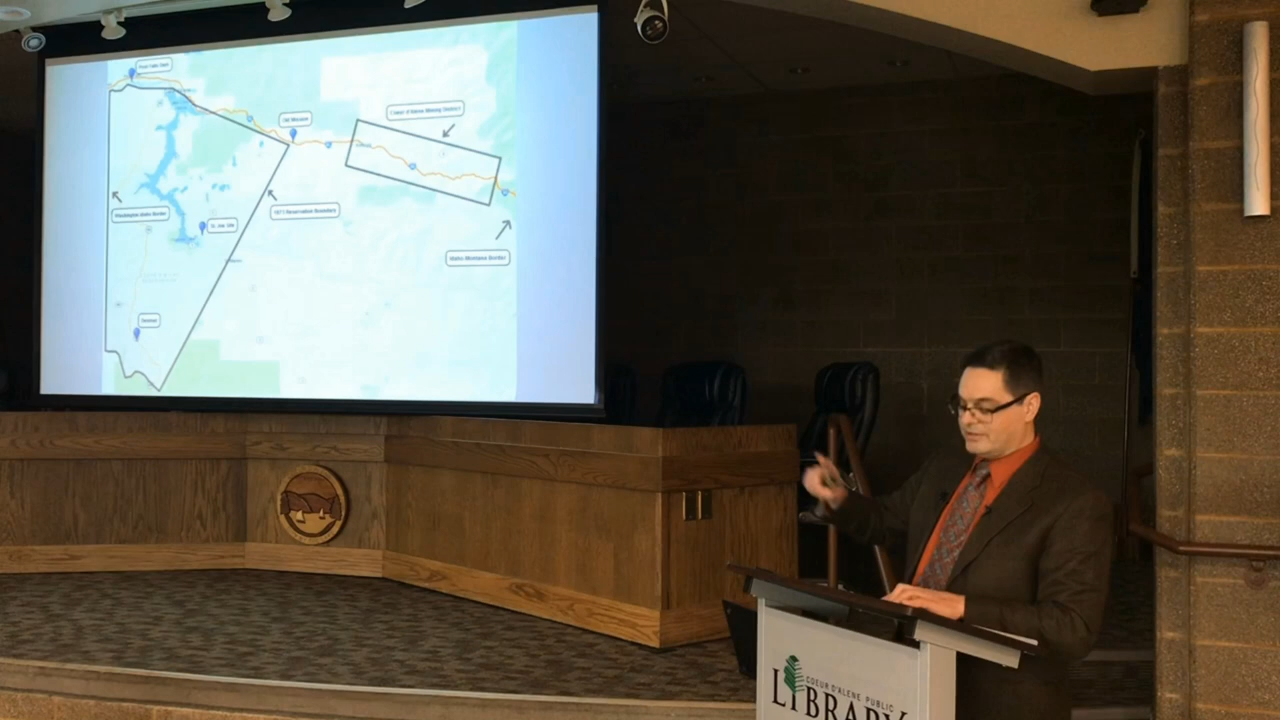 Post Falls Dam
Old Mission
Coeur d'Alene Mining District
Washington-Idaho Border
1873 Reservation Boundary
St. Joe Site
Idaho-Montana Border
COEUR D'ALENE PUBLIC
LIBRARY